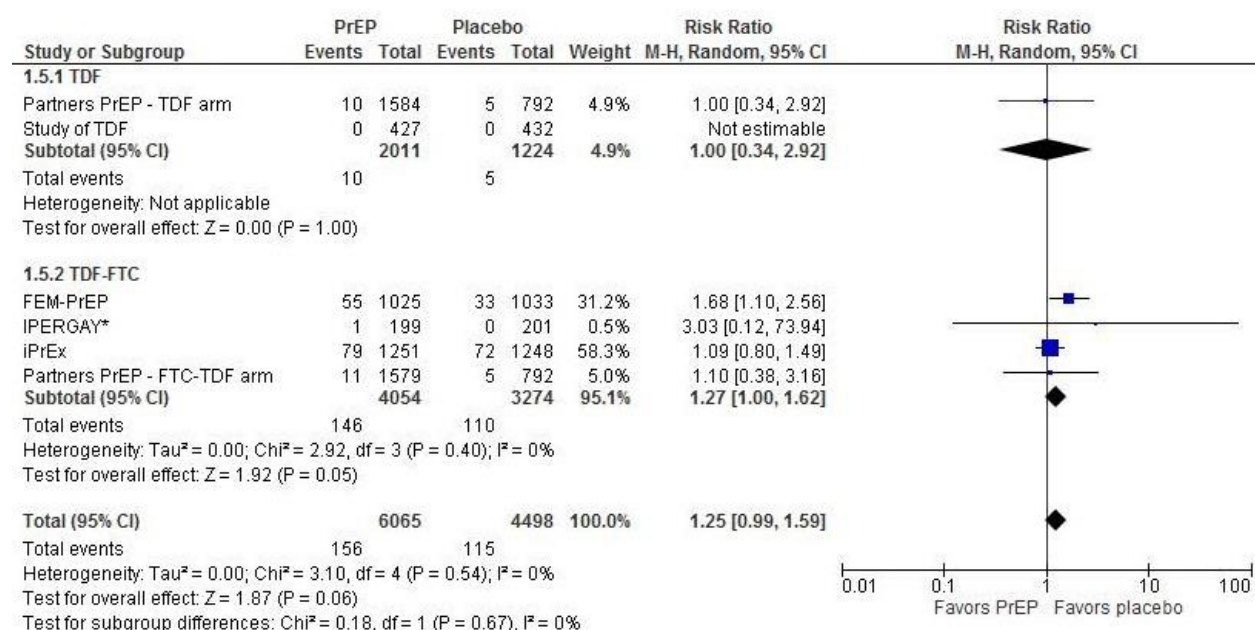 PrEP Placebo Risk Ratio Risk Ratio
Study or Subgroup Events Total Events Total Weight M-H, Random, 95% CI M-H, Random, 95% CI
1.5.1 TDF
Partners PrEP - TDF arm 10 1584 5 792 4.9% 1.00 [0.34, 2.92]
Study of TDF 0 427 0 432 Not estimable
Subtotal (95% CI) 2011 1224 4.9% 1.00 [0.34, 2.92]
Total events 10 5
Heterogeneity: Not applicable
Test for overall effect: Z = 0.00 (P = 1.00)
1.5.2 TDF-FTC
FEM-PrEP 55 1025 33 1033 31.2% 1.68 [1.10, 2.56]
IPERGAY* 1 199 0 201 0.5% 3.03 [0.12, 73.94]
iPrEx 79 1251 72 1248 58.3% 1.09 [0.80, 1.49]
Partners PrEP - FTC-TDF arm 11 1579 5 792 5.0% 1.10 [0.38, 3.16]
Subtotal (95% CI) 4054 3274 95.1% 1.27 [1.00, 1.62]
Total events 146 110
Heterogeneity: Tau² = 0.00; Chi² = 2.92, df = 3 (P = 0.40); I² = 0%
Test for overall effect: Z = 1.92 (P = 0.05)
Total (95% CI) 6065 4498 100.0% 1.25 [0.99, 1.59]
Total events 156 115
Heterogeneity: Tau² = 0.00; Chi² = 3.10, df = 4 (P = 0.54); I² = 0%
Test for overall effect: Z = 1.87 (P = 0.06)
Test for subgroup differences: Chi² = 0.18, df = 1 (P = 0.67), I² = 0%
0.01 0.1 1 10 100
Favors PrEP Favors placebo